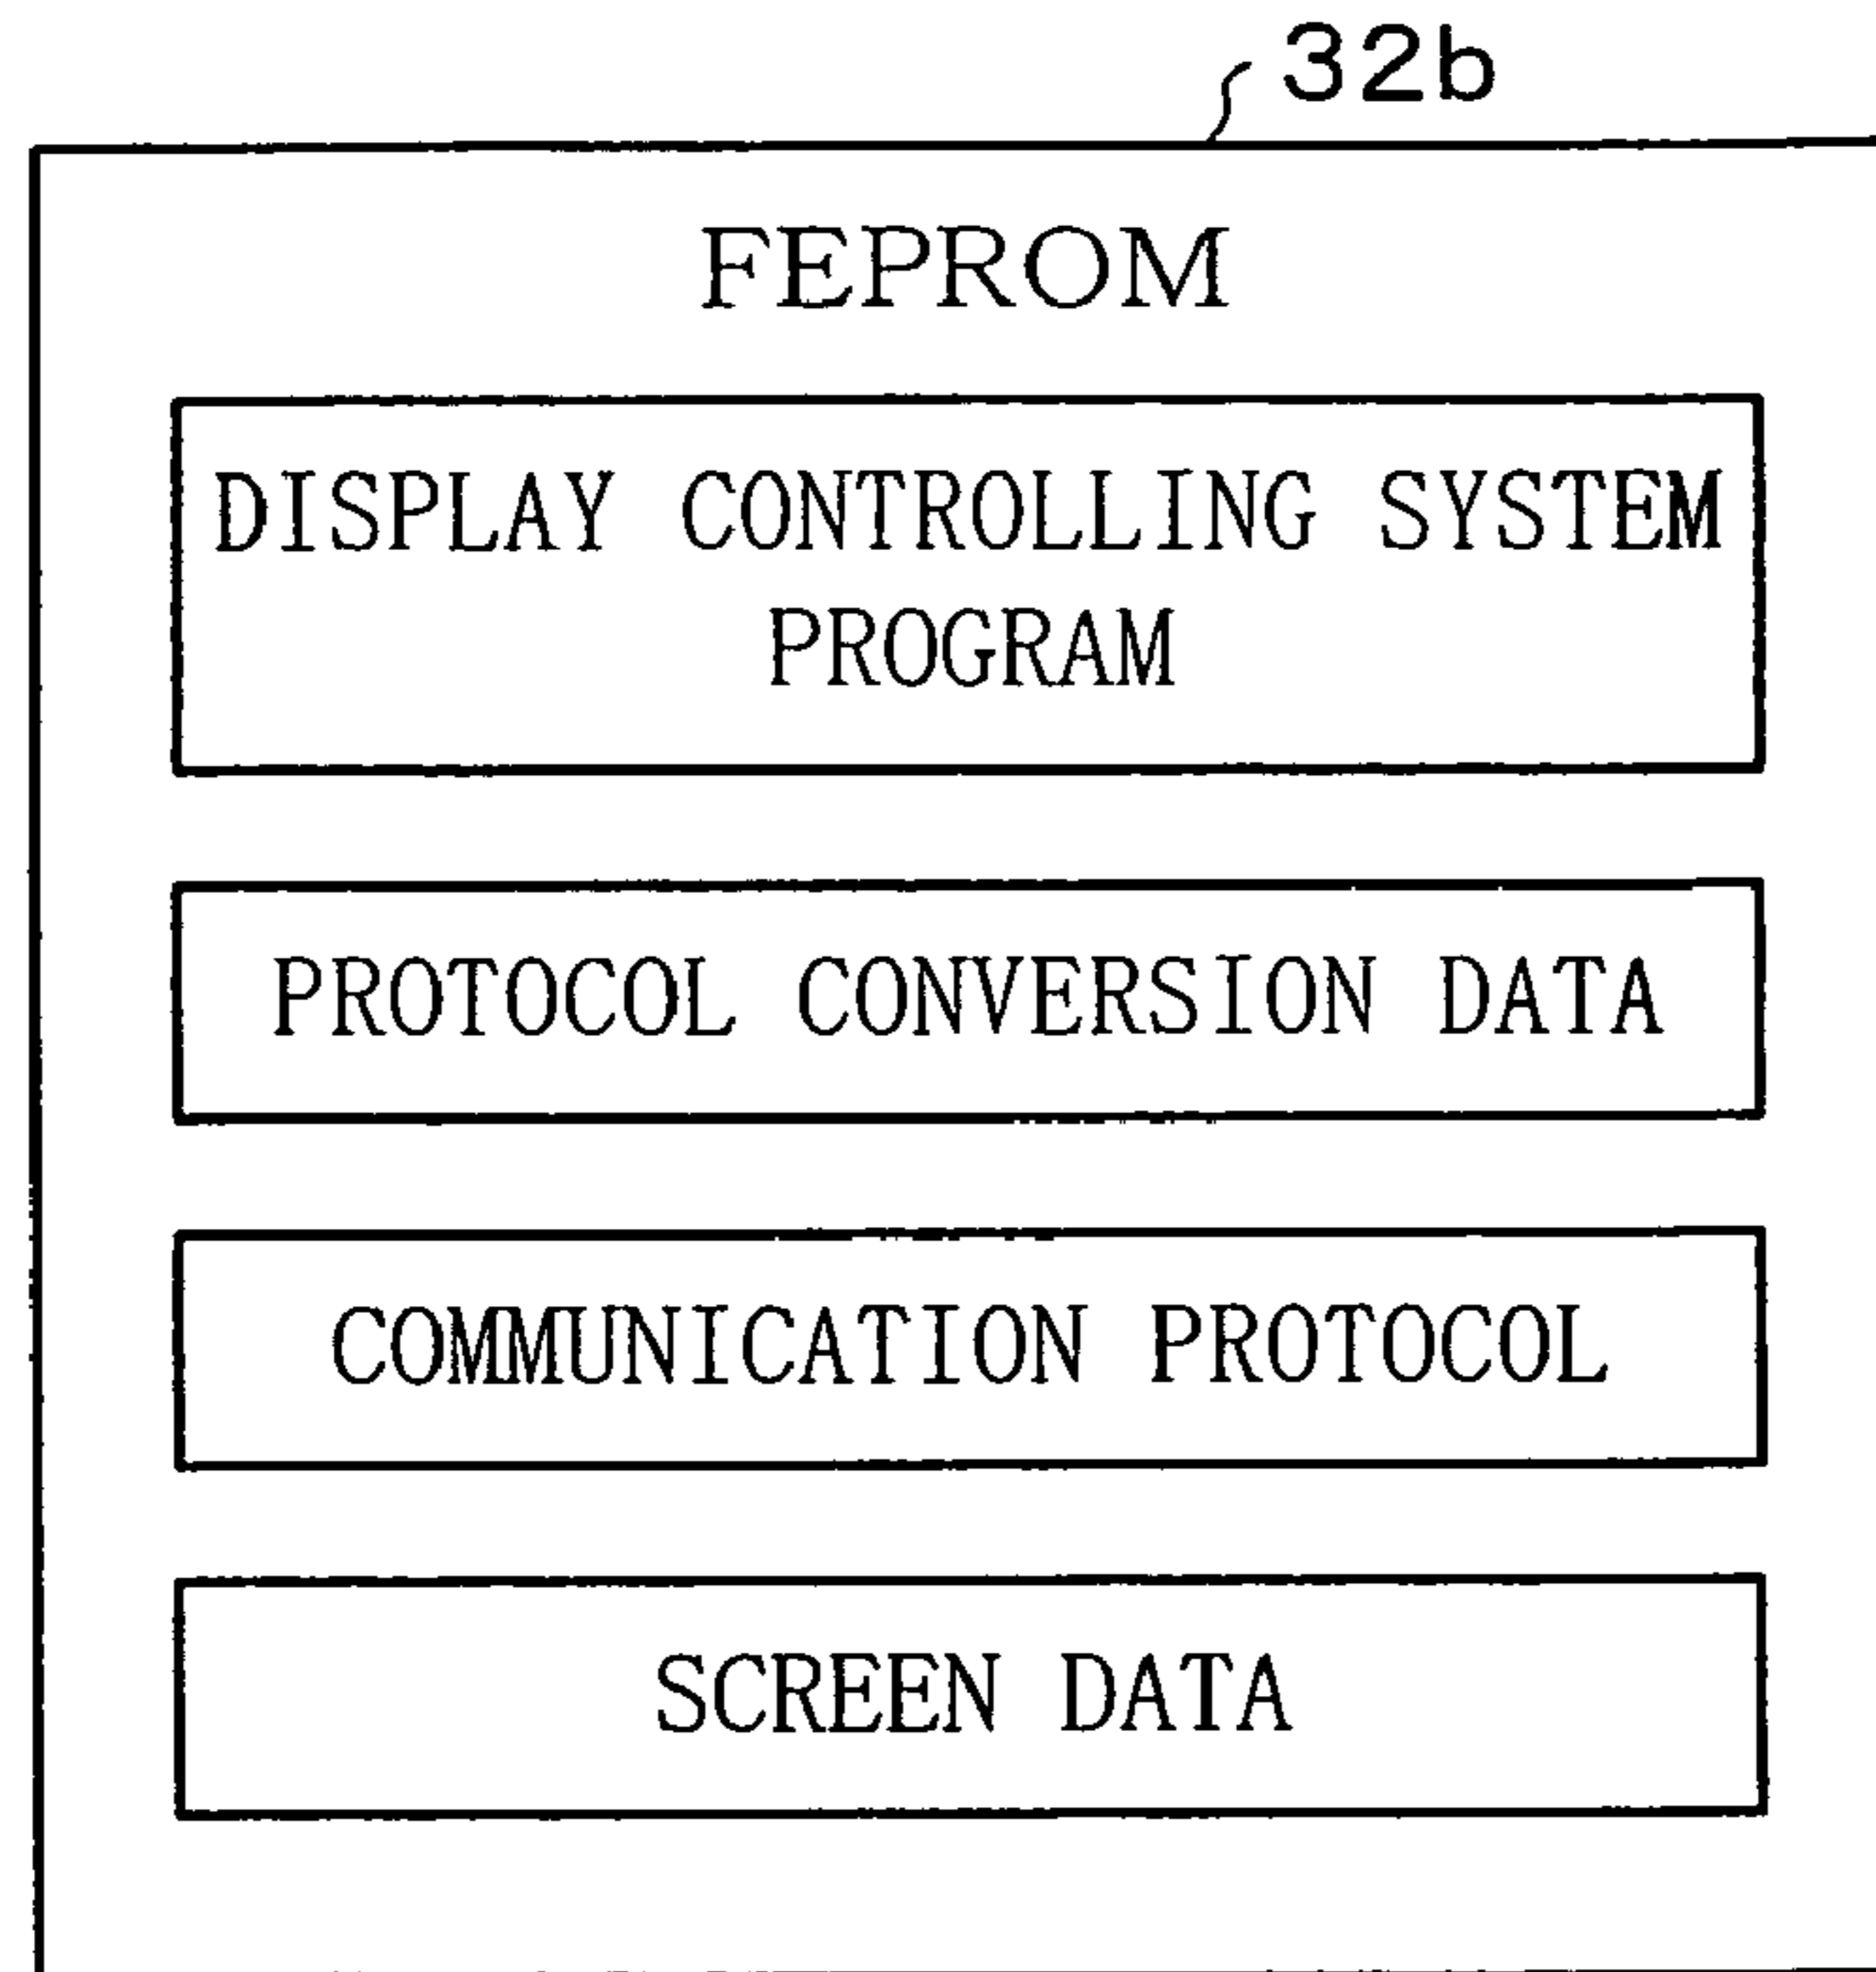 32b
FEPROM
DISPLAY CONTROLLING SYSTEM
PROGRAM
PROTOCOL CONVERSION DATA
COMMUNICATION PROTOCOL
SCREEN DATA